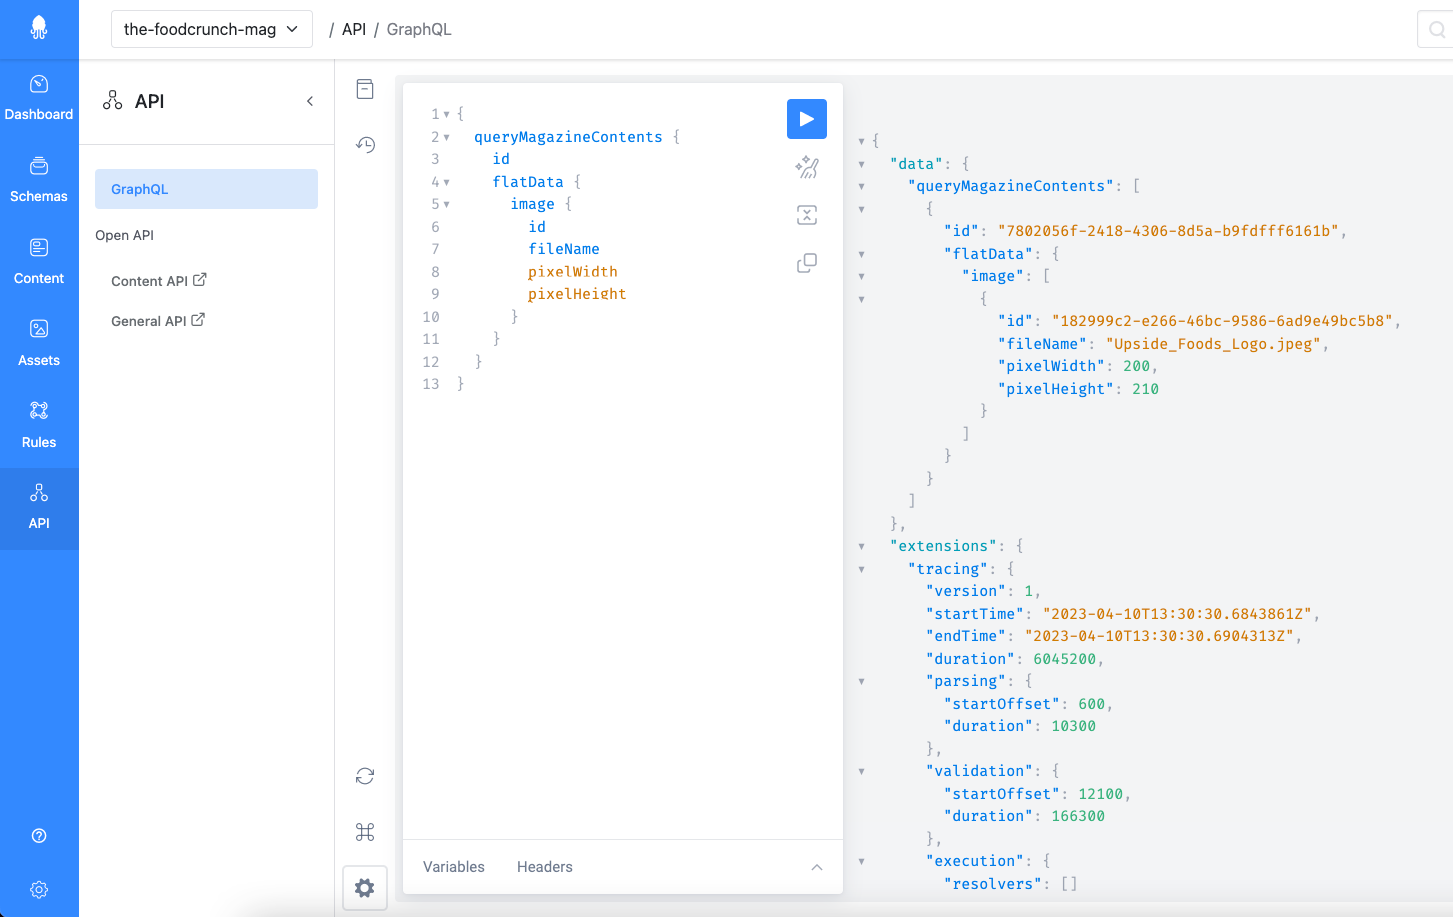 the-foodcrunch-mag / API / GraphQL
Dashboard
Schemas
Content
Assets
Rules
API
API
GraphQL
Open API
Content API
General API
1 {
2 queryMagazineContents {
3 id
4 flatData {
5 image {
6 id
7 fileName
8 pixelWidth
9 pixelHeight
10 }
11 }
12 }
13 }
Variables Headers
{
"data": {
"queryMagazineContents": [
{
"id": "7802056f-2418-4306-8d5a-b9fdfff6161b",
"flatData": {
"image": [
{
"id": "182999c2-e266-46bc-9586-6ad9e49bc5b8",
"fileName": "Upside_Foods_Logo.jpeg",
"pixelWidth": 200,
"pixelHeight": 210
}
]
}
}
]
},
"extensions": {
"tracing": {
"version": 1,
"startTime": "2023-04-10T13:30:30.6843861Z",
"endTime": "2023-04-10T13:30:30.6904313Z",
"duration": 6045200,
"parsing": {
"startOffset": 600,
"duration": 10300
},
"validation": {
"startOffset": 12100,
"duration": 166300
},
"execution": {
"resolvers": []